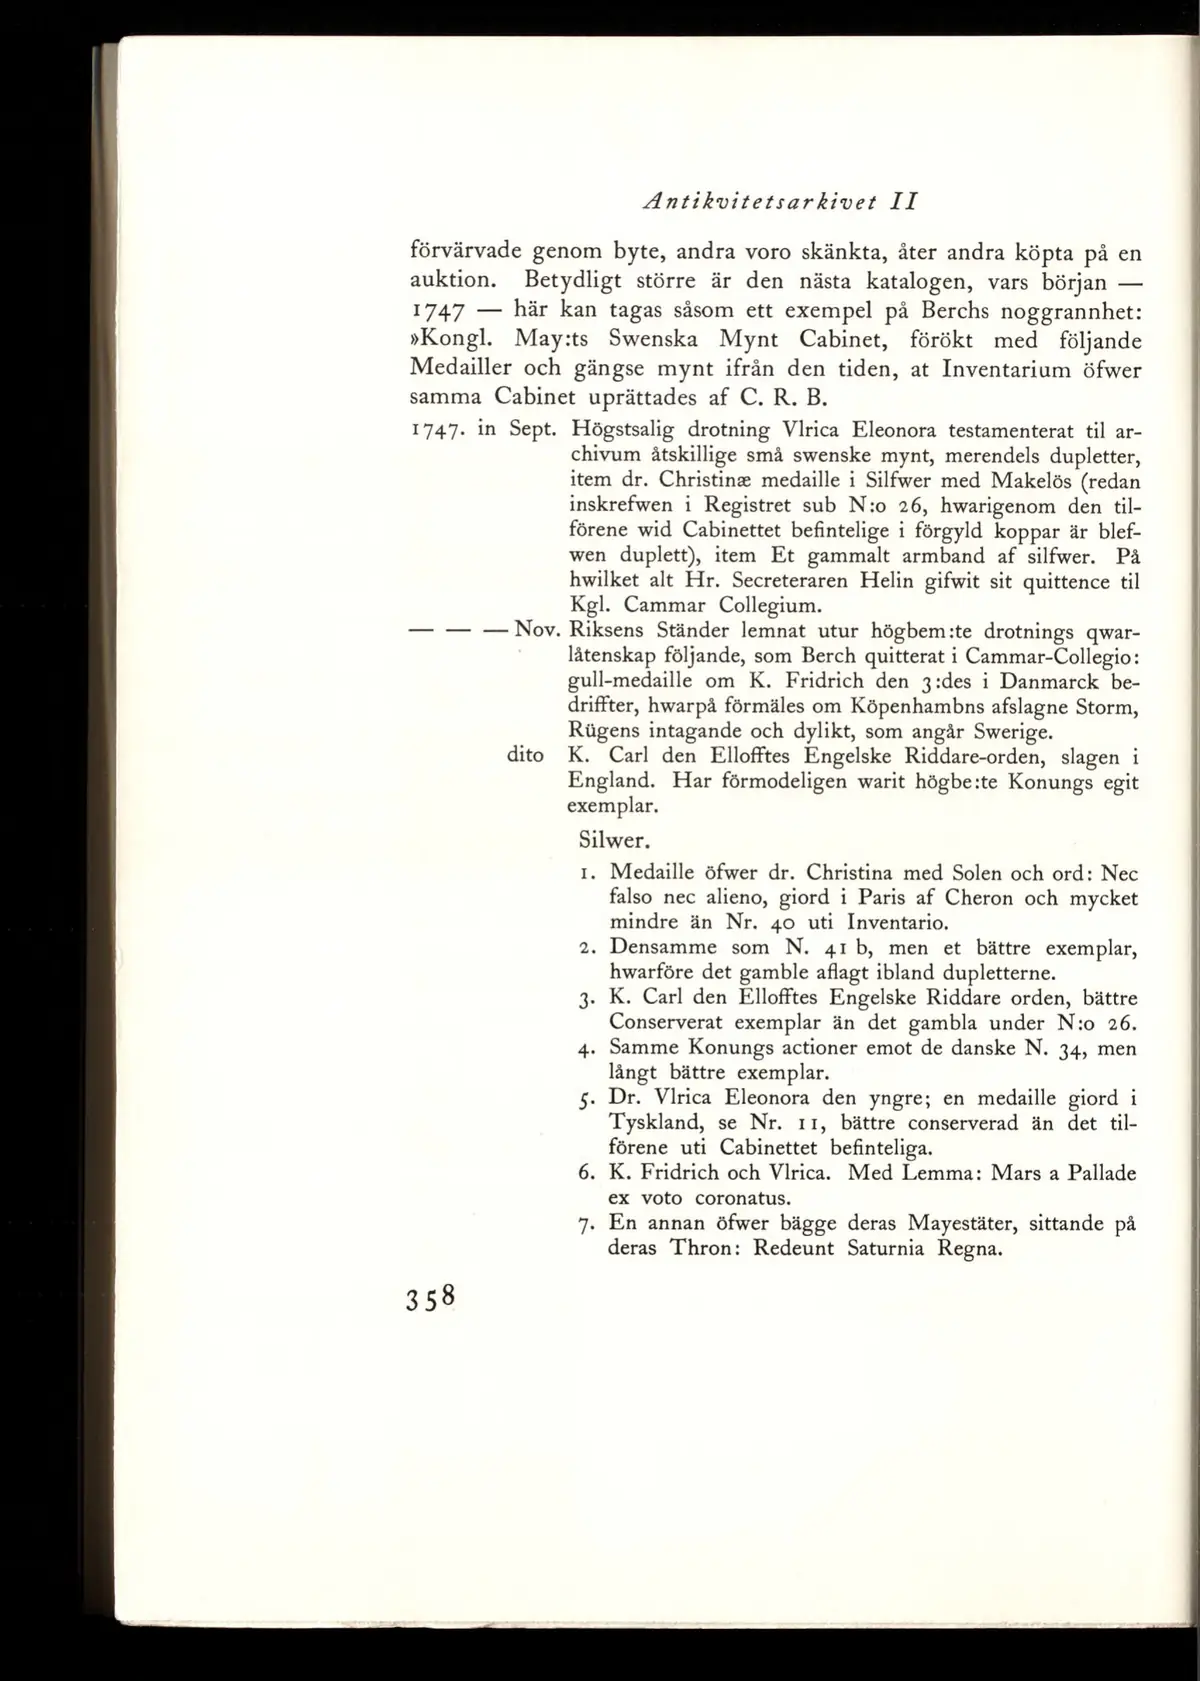 Antikvitetsarkivet II
förvärvade genom byte, andra voro skänkta, åter andra köpta på en
auktion. Betydligt större är den nästa katalogen, vars början —
1747 — här kan tagas såsom ett exempel på Berchs noggrannhet:
»Kongl. May:ts Swenska Mynt Cabinet, förökt med följande
Medailler och gängse mynt ifrån den tiden, at Inventarium öfwer
samma Cabinet uprättades af C. R. B.
1747. in Sept. Högstsalig drotning Vlrica Eleonora testamenterat til ar-
chivum åtskillige små swenske mynt, merendels dupletter,
item dr. Christinæ medaille i Silfwer med Makelös (redan
inskrefwen i Registret sub N:o 26, hwarigenom den til-
förene wid Cabinettet befintelige i förgyld koppar är blef-
wen duplett), item Et gammalt armband af silfwer. På
hwilket alt Hr. Secreteraren Helin gifwit sit quittence til
Kgl. Cammar Collegium.
— — — Nov. Riksens Ständer lemnat utur högbem:te drotnings qwar-
låtenskap följande, som Berch quitterat i Cammar-Collegio:
gull-medaille om K. Fridrich den 3:des i Danmarck be-
driffter, hwarpå förmäles om Köpenhambns afslagne Storm,
Rügens intagande och dylikt, som angår Swerige.
dito K. Carl den Ellofftes Engelske Riddare-orden, slagen i
England. Har förmodeligen warit högbe:te Konungs egit
exemplar.
Silwer.
1. Medaille öfwer dr. Christina med Solen och ord: Nec
falso nec alieno, giord i Paris af Cheron och mycket
mindre än Nr. 40 uti Inventario.
2. Densamme som N. 41 b, men et bättre exemplar,
hwarföre det gamble aflagt ibland dupletterne.
3. K. Carl den Ellofftes Engelske Riddare orden, bättre
Conserverat exemplar än det gambla under N:o 26.
4. Samme Konungs actioner emot de danske N. 34, men
långt bättre exemplar.
5. Dr. Vlrica Eleonora den yngre; en medaille giord i
Tyskland, se Nr. 11, bättre conserverad än det til-
förene uti Cabinettet befinteliga.
6. K. Fridrich och Vlrica. Med Lemma: Mars a Pallade
ex voto coronatus.
7. En annan öfwer bägge deras Mayestäter, sittande på
deras Thron: Redeunt Saturnia Regna.
358